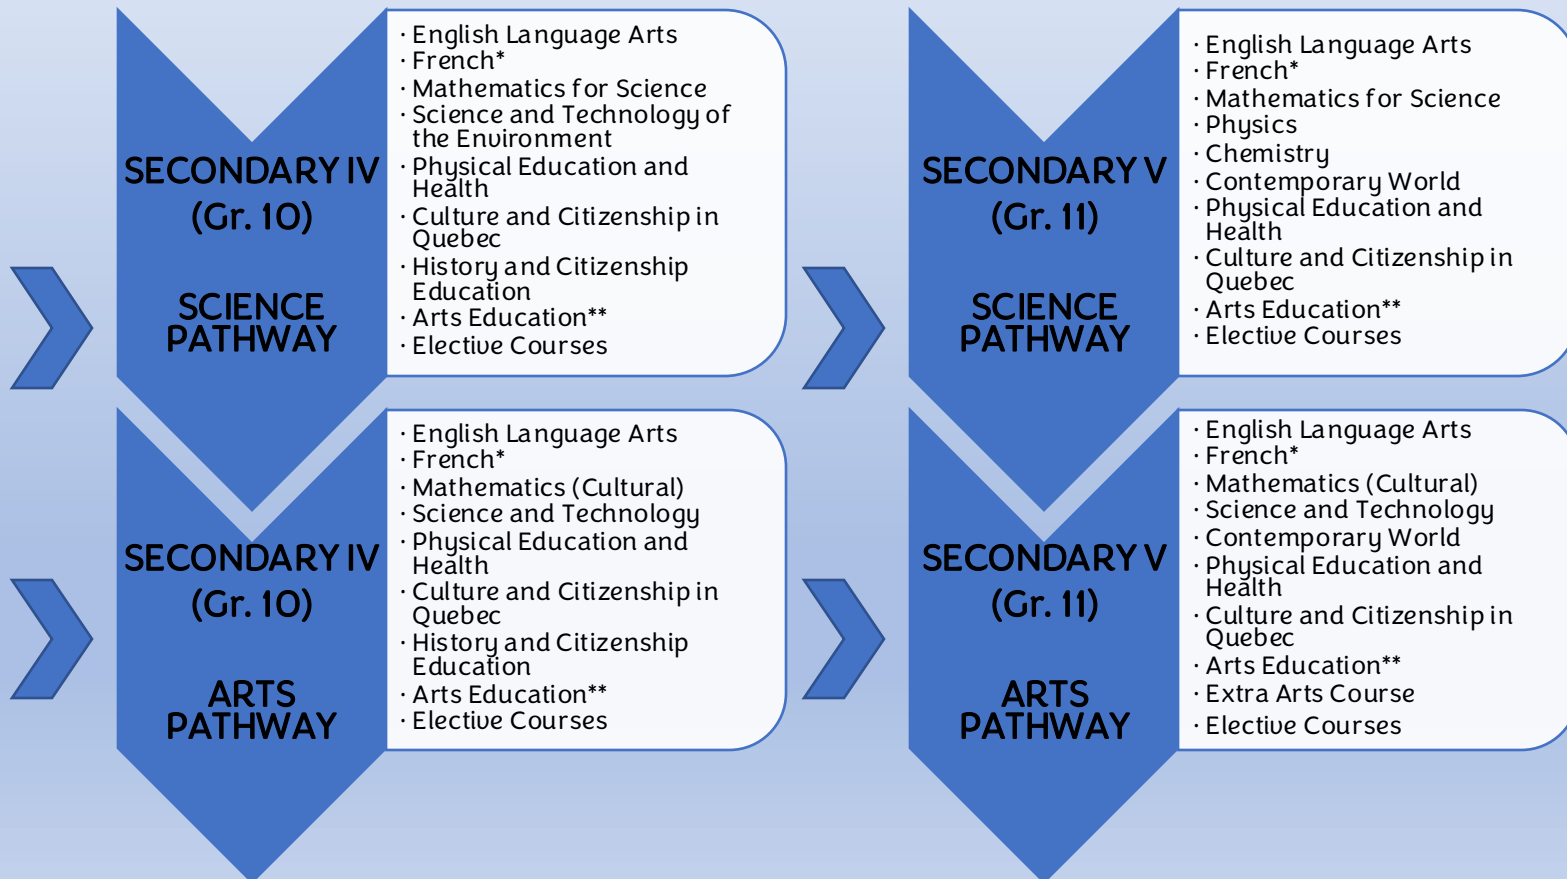 SECONDARY IV
(Gr. 10)
SCIENCE
PATHWAY
· English Language Arts
· French*
· Mathematics for Science
· Science and Technology of
the Environment
· Physical Education and
Health
· Culture and Citizenship in
Quebec
· History and Citizenship
Education
· Arts Education**
· Elective Courses
SECONDARY V
(Gr. 11)
SCIENCE
PATHWAY
· English Language Arts
· French*
· Mathematics for Science
· Physics
· Chemistry
· Contemporary World
· Physical Education and
Health
· Culture and Citizenship in
Quebec
· Arts Education**
· Elective Courses
SECONDARY IV
(Gr. 10)
ARTS
PATHWAY
· English Language Arts
· French*
· Mathematics (Cultural)
· Science and Technology
· Physical Education and
Health
· Culture and Citizenship in
Quebec
· History and Citizenship
Education
· Arts Education**
· Elective Courses
SECONDARY V
(Gr. 11)
ARTS
PATHWAY
· English Language Arts
· French*
· Mathematics (Cultural)
· Science and Technology
· Contemporary World
· Physical Education and
Health
· Culture and Citizenship in
Quebec
· Arts Education**
· Extra Arts Course
· Elective Courses